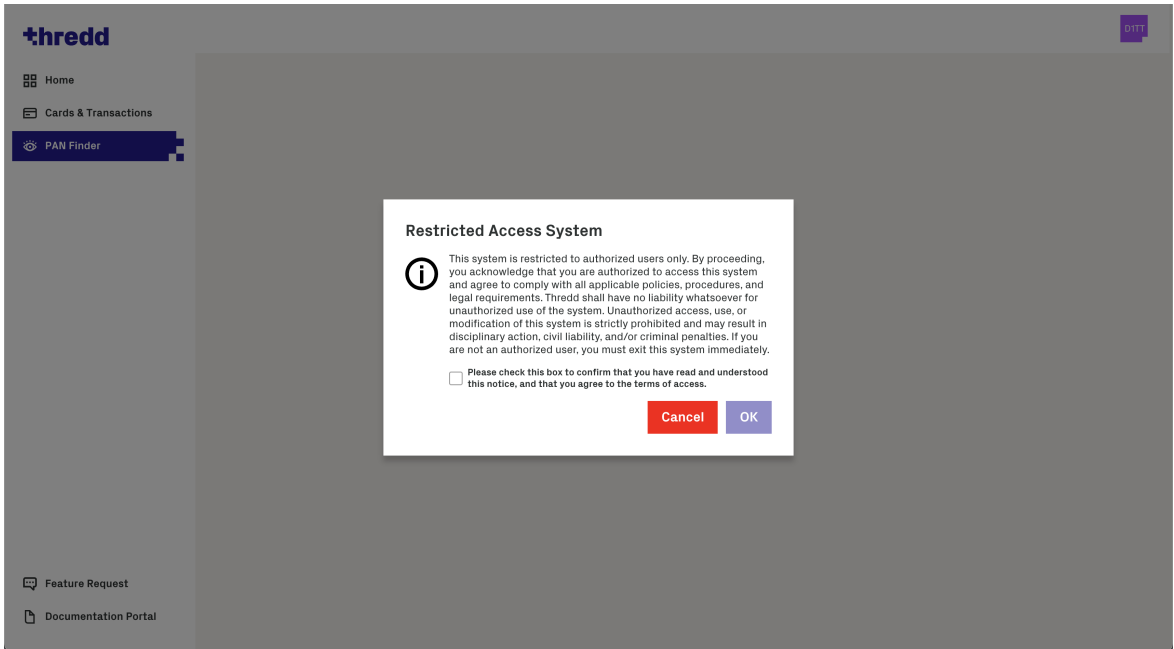 thredd
D1TT
Home
Cards & Transactions
PAN Finder
Restricted Access System
This system is restricted to authorized users only. By proceeding,
you acknowledge that you are authorized to access this system
and agree to comply with all applicable policies, procedures, and
legal requirements. Thredd shall have no liability whatsoever for
unauthorized use of the system. Unauthorized access, use, or
modification of this system is strictly prohibited and may result in
disciplinary action, civil liability, and/or criminal penalties. If you
are not an authorized user, you must exit this system immediately.
Please check this box to confirm that you have read and understood
this notice, and that you agree to the terms of access.
Cancel
OK
Feature Request
Documentation Portal